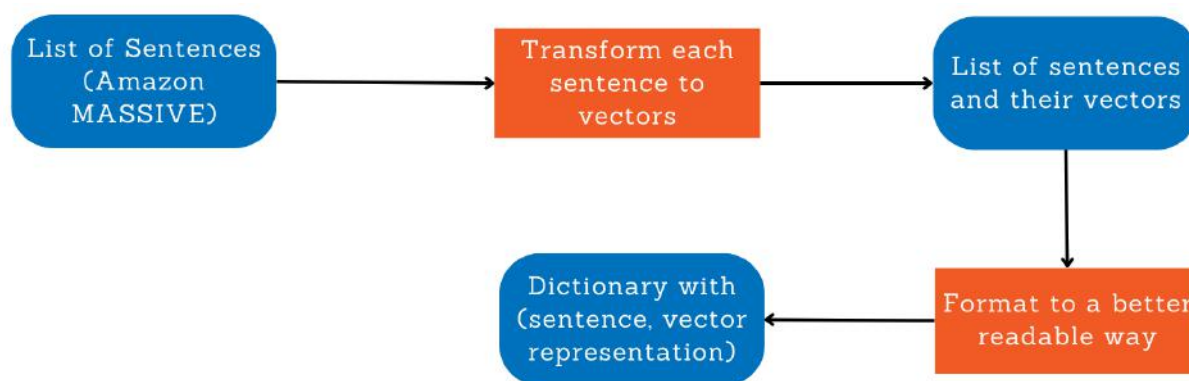 List of Sentences
(Amazon
MASSIVE)
Transform each
sentence to
vectors
List of sentences
and their vectors
Format to a better
readable way
Dictionary with
(sentence, vector
representation)